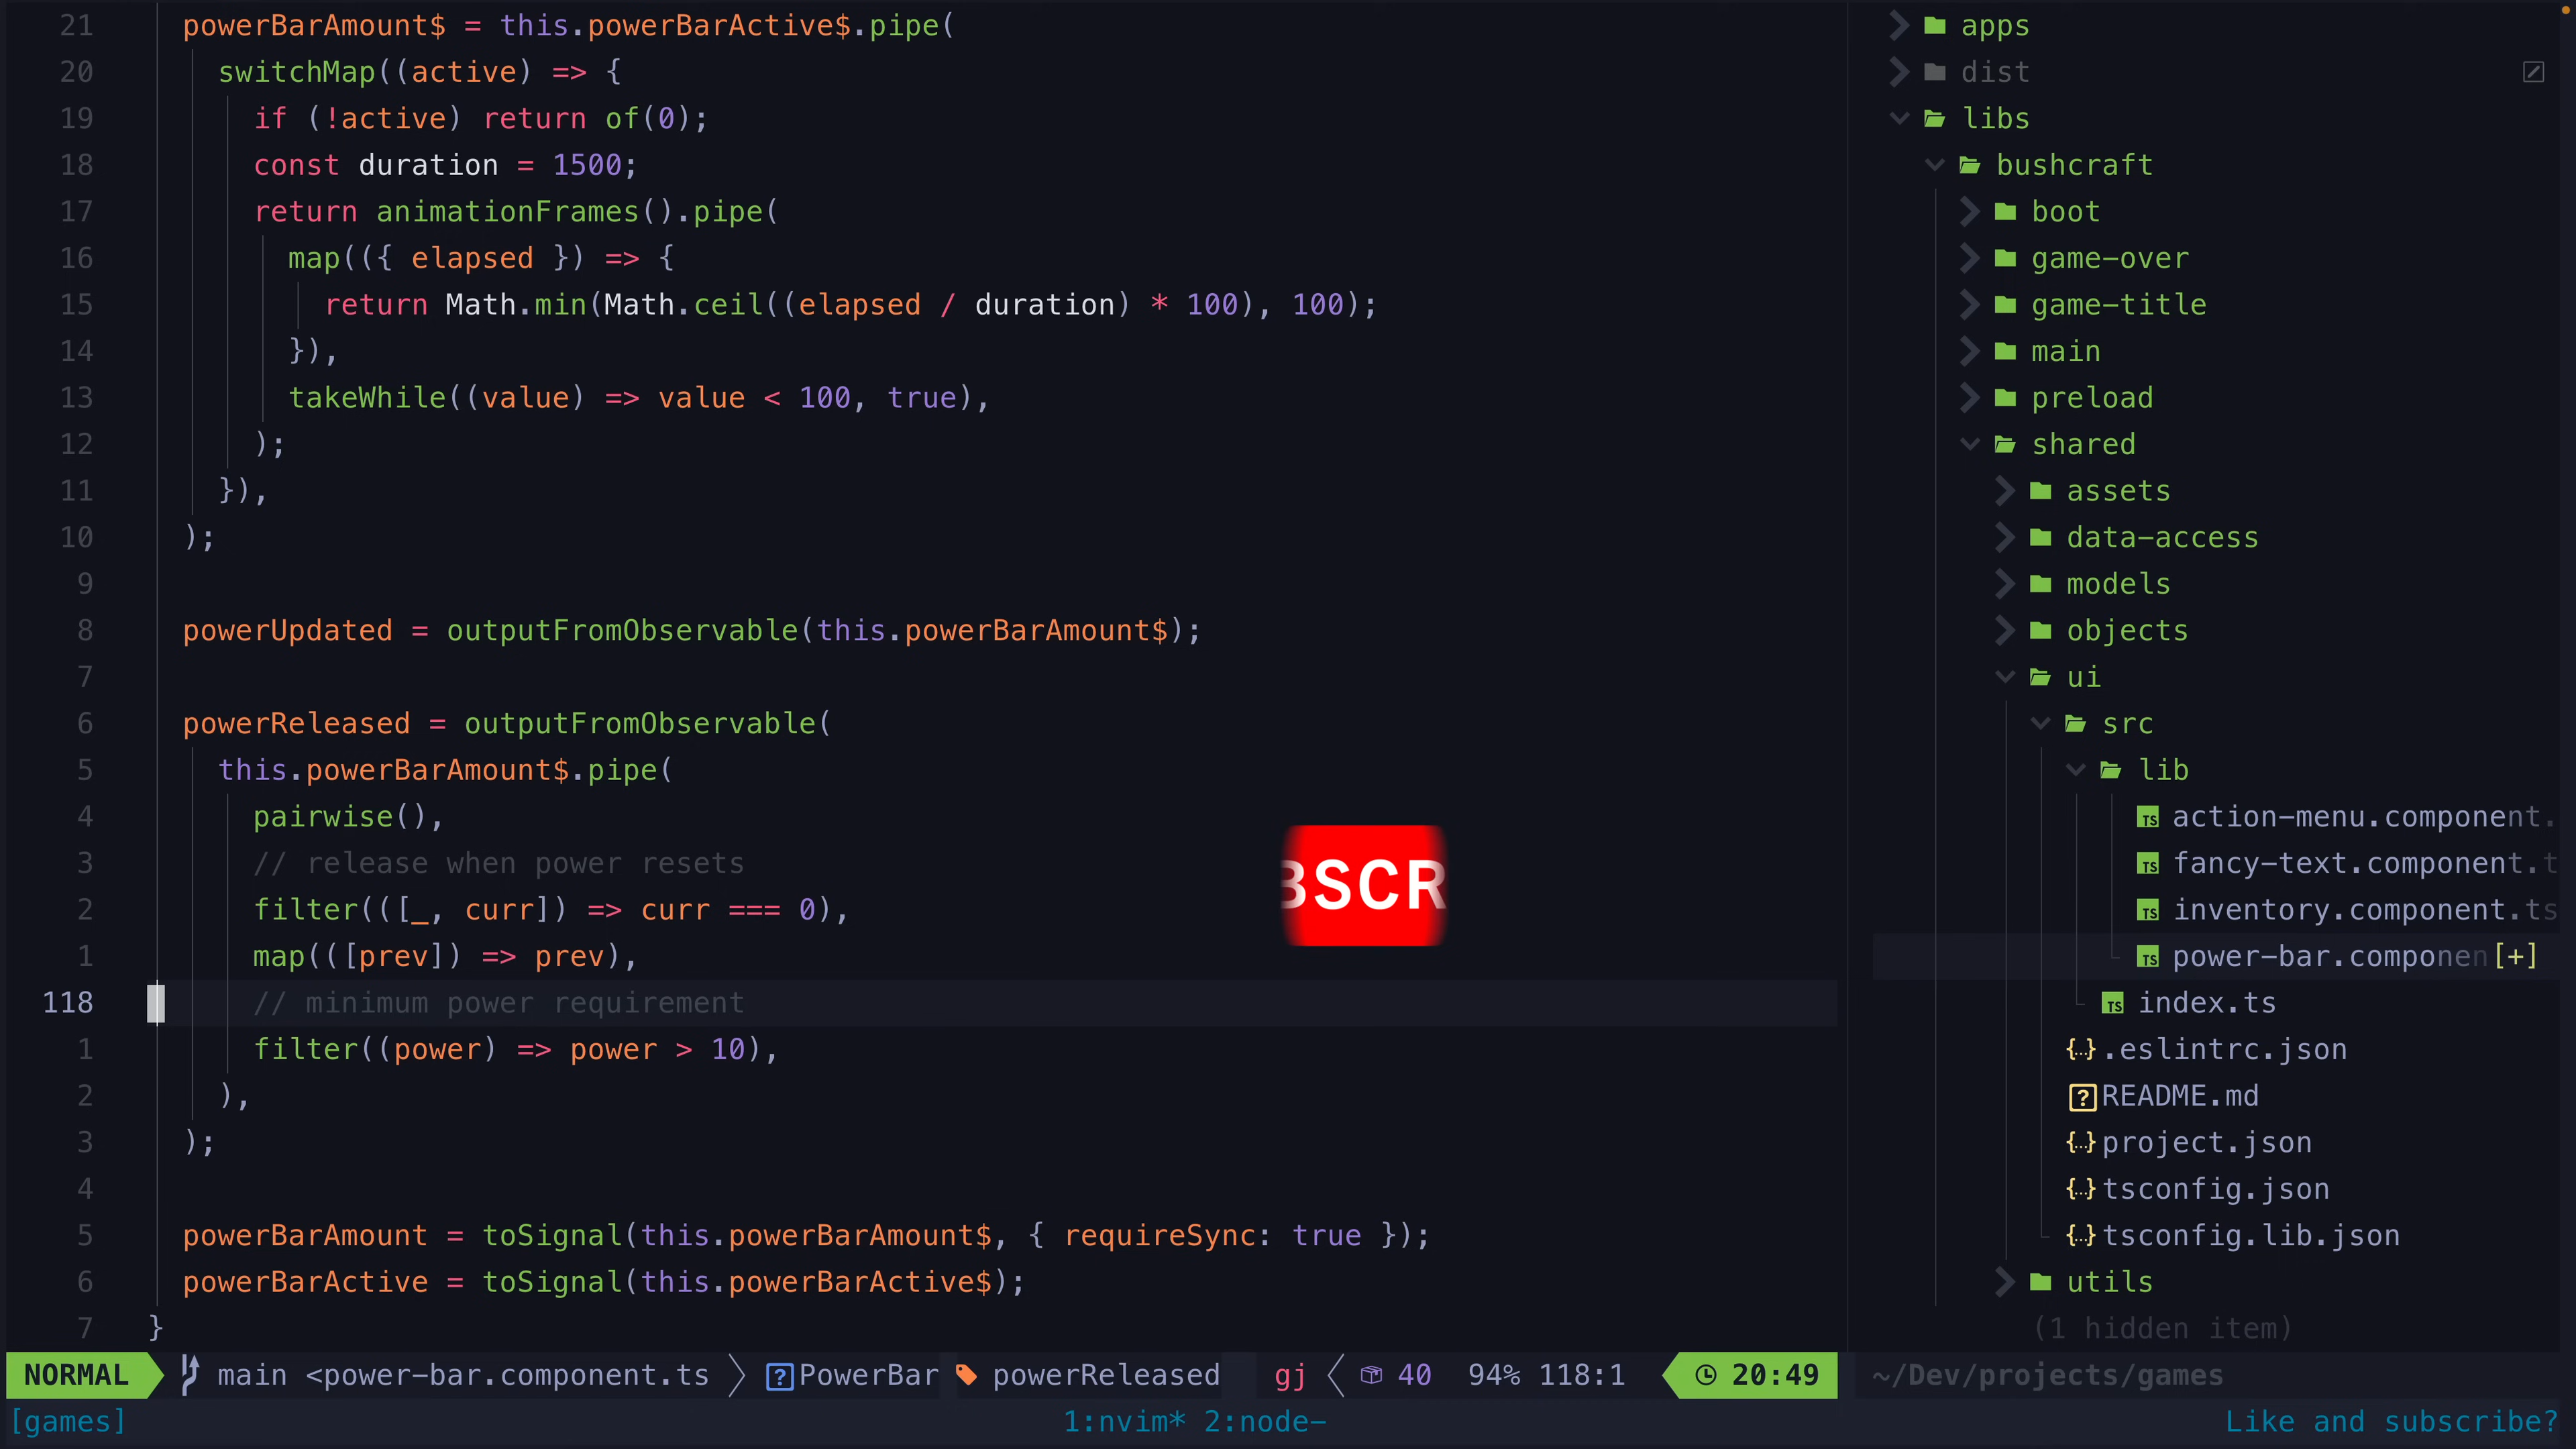 21 powerBarAmount$ = this.powerBarActive$.pipe(
20 switchMap((active) => {
19 if (!active) return of(0);
18 const duration = 1500;
17 return animationFrames().pipe(
16 map(({ elapsed }) => {
15 return Math.min(Math.ceil((elapsed / duration) * 100), 100);
14 }),
13 takeWhile((value) => value < 100, true),
12 );
11 }),
10 );
9
8 powerUpdated = outputFromObservable(this.powerBarAmount$);
7
6 powerReleased = outputFromObservable(
5 this.powerBarAmount$.pipe(
4 pairwise(),
3 // release when power resets
2 filter(([_, curr]) => curr === 0),
1 map(([prev]) => prev),
118 // minimum power requirement
1 filter((power) => power > 10),
2 ),
3 );
4
5 powerBarAmount = toSignal(this.powerBarAmount$, { requireSync: true });
6 powerBarActive = toSignal(this.powerBarActive$);
7 }
BSCR
apps
dist
libs
bushcraft
boot
game-over
game-title
main
preload
shared
assets
data-access
models
objects
ui
src
lib
TS action-menu.component.
TS fancy-text.component.t
TS inventory.component.ts
TS power-bar.componen [+]
TS index.ts
{..} .eslintrc.json
? README.md
{..} project.json
{..} tsconfig.json
{..} tsconfig.lib.json
utils
(1 hidden item)
NORMAL main <power-bar.component.ts ? PowerBar powerReleased gj 40 94% 118:1 20:49 ~/Dev/projects/games
[games] 1:nvim* 2:node- Like and subscribe?